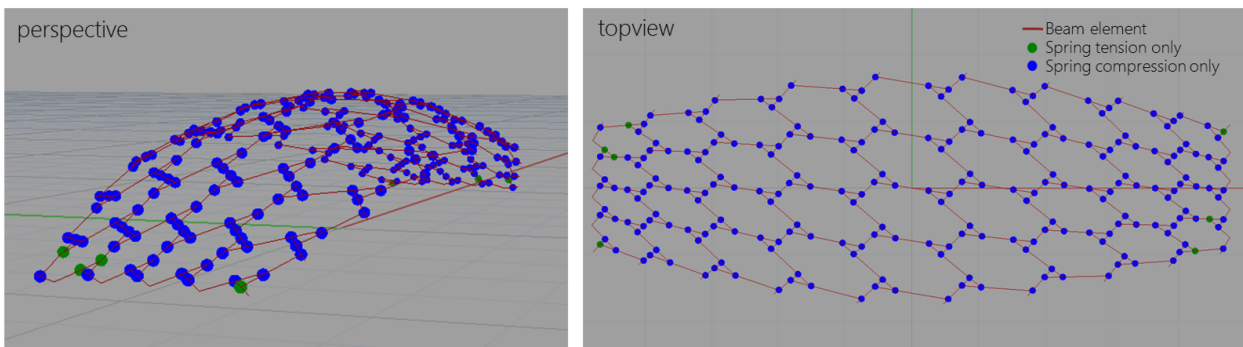 perspective
topview
Beam element
Spring tension only
Spring compression only